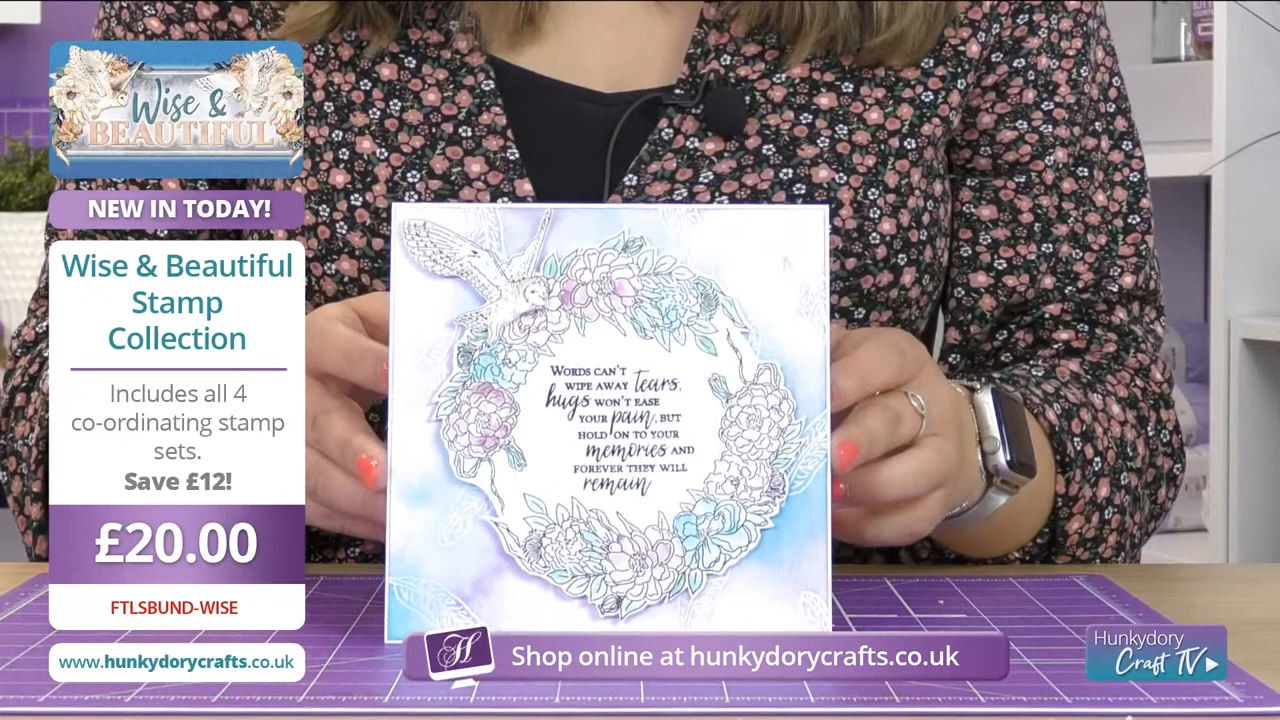 Wise &
BEAUTIFUL
NEW IN TODAY!
Wise & Beautiful
Stamp
Collection
Includes all 4
co-ordinating stamp
sets.
Save £12!
£20.00
FTLSBUND-WISE
www.hunkydorycrafts.co.uk
WORDS CAN'T
WIPE AWAY tears,
hugs WON'T EASE
YOUR pain, BUT
HOLD ON TO YOUR
memories AND
FOREVER THEY WILL
remain
H
Shop online at hunkydorycrafts.co.uk
Hunkydory
Craft TV